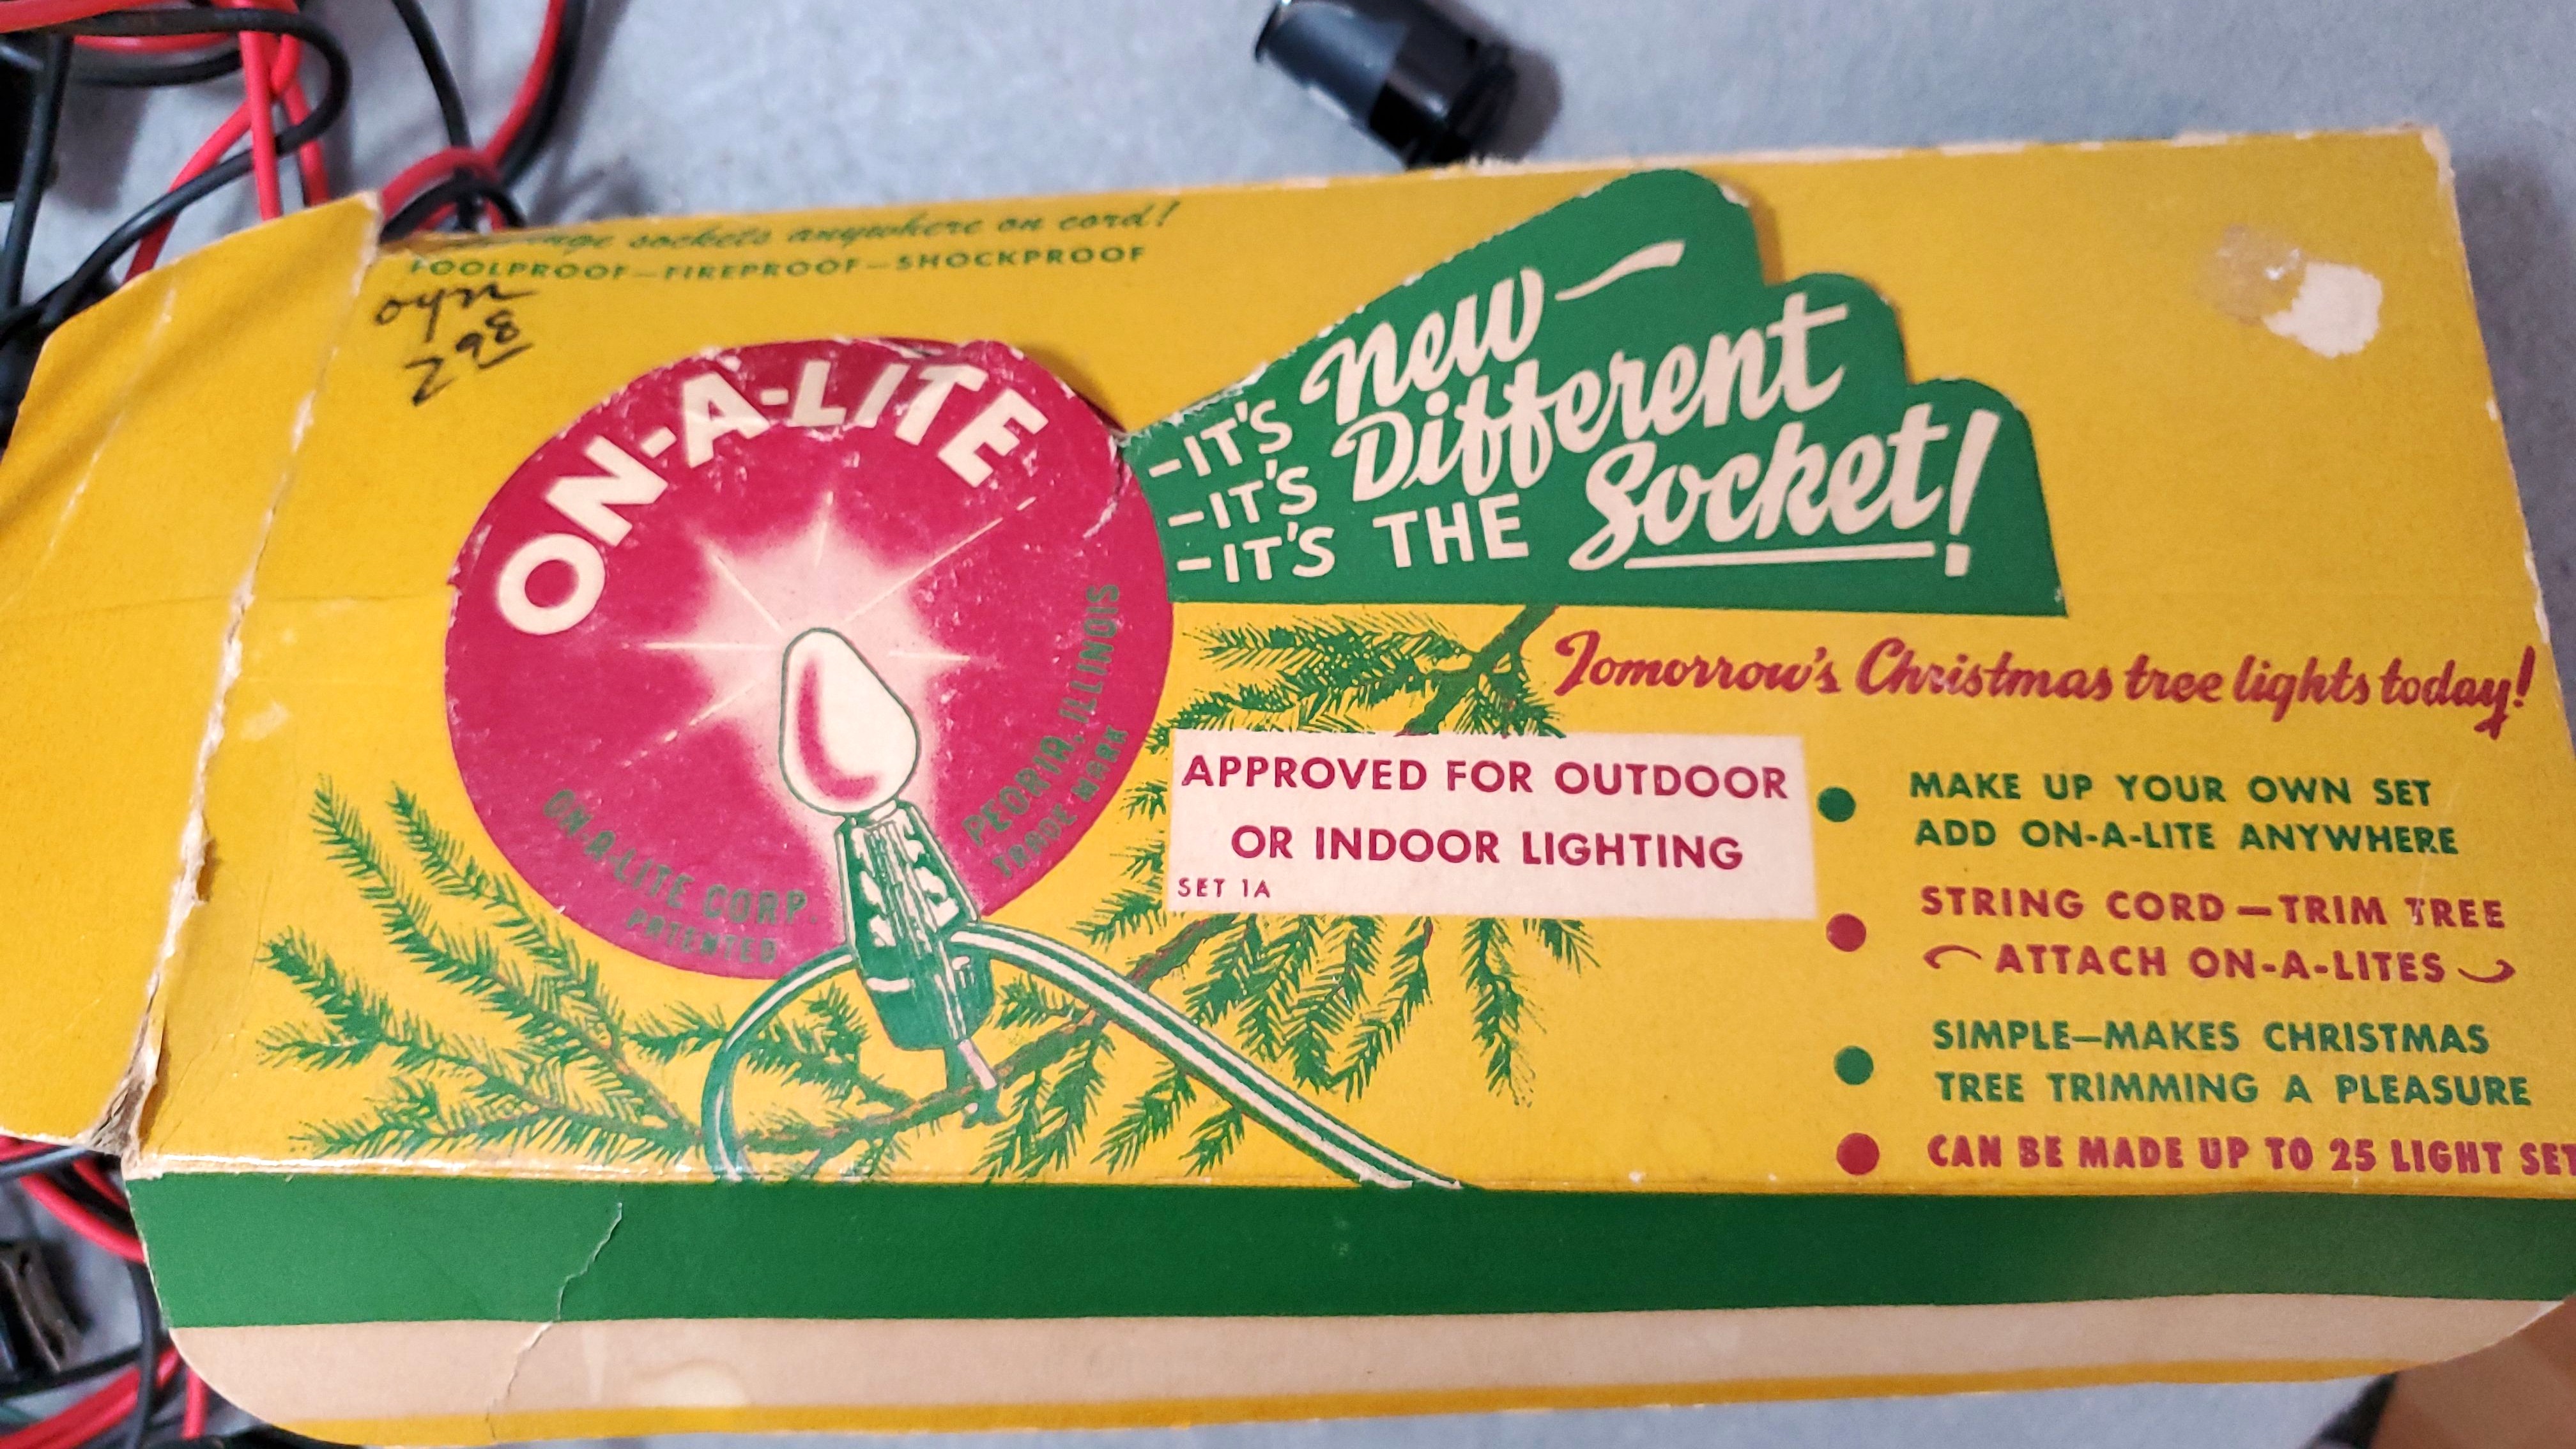 sockets anywhere on cord!
FOOLPROOF—FIREPROOF—SHOCKPROOF
oyn
2 98
ON-A-LITE
ON-A-LITE CORP.
PATENTED
PEORIA, ILLINOIS
TRADE MARK
—IT'S New—
—IT'S Different
—IT'S THE Socket!
Tomorrow's Christmas tree lights today!
APPROVED FOR OUTDOOR
OR INDOOR LIGHTING
SET 1A
MAKE UP YOUR OWN SET
ADD ON-A-LITE ANYWHERE
STRING CORD—TRIM TREE
ATTACH ON-A-LITES
SIMPLE—MAKES CHRISTMAS
TREE TRIMMING A PLEASURE
CAN BE MADE UP TO 25 LIGHT SET